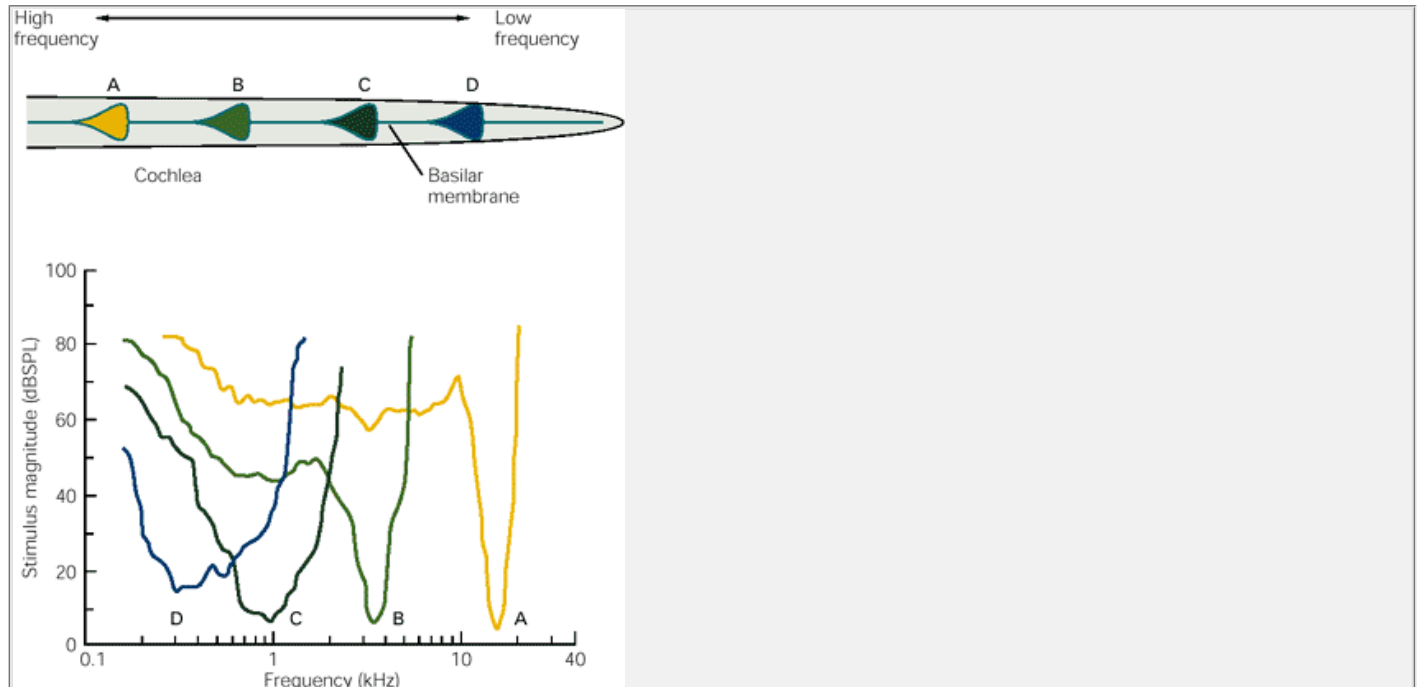 High frequency
Low frequency
A B C D
Cochlea
Basilar membrane
100
80
60
40
20
0
Stimulus magnitude (dBSPL)
D C B A
0.1 1 10 40
Frequency (kHz)